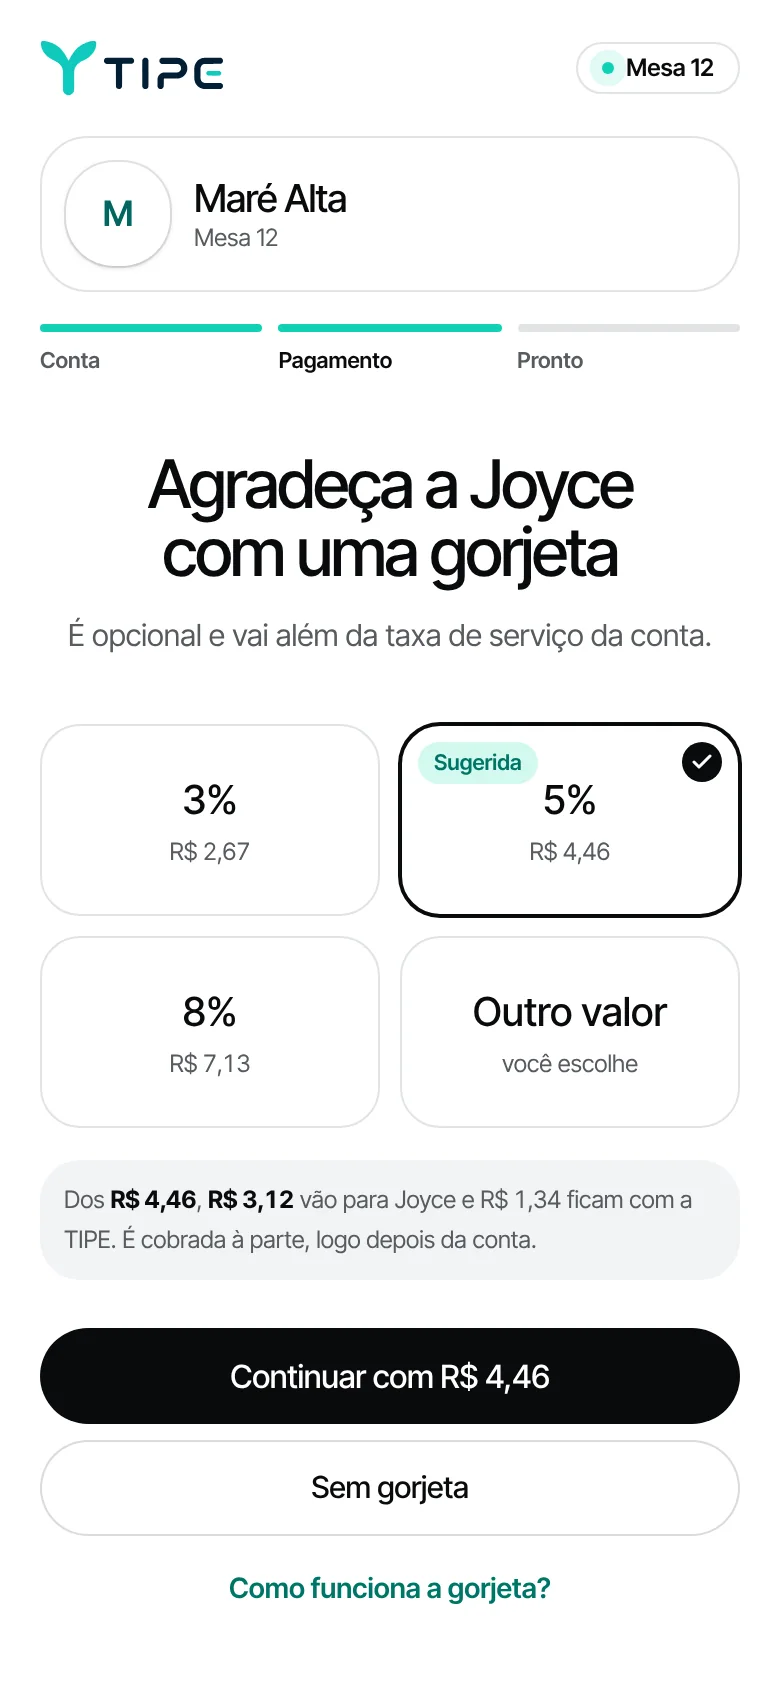 TIPE
Mesa 12
M
Maré Alta
Mesa 12
Conta
Pagamento
Pronto
Agradeça a Joyce
com uma gorjeta
É opcional e vai além da taxa de serviço da conta.
3%
R$ 2,67
Sugerida
5%
R$ 4,46
8%
R$ 7,13
Outro valor
você escolhe
Dos R$ 4,46, R$ 3,12 vão para Joyce e R$ 1,34 ficam com a
TIPE. É cobrada à parte, logo depois da conta.
Continuar com R$ 4,46
Sem gorjeta
Como funciona a gorjeta?